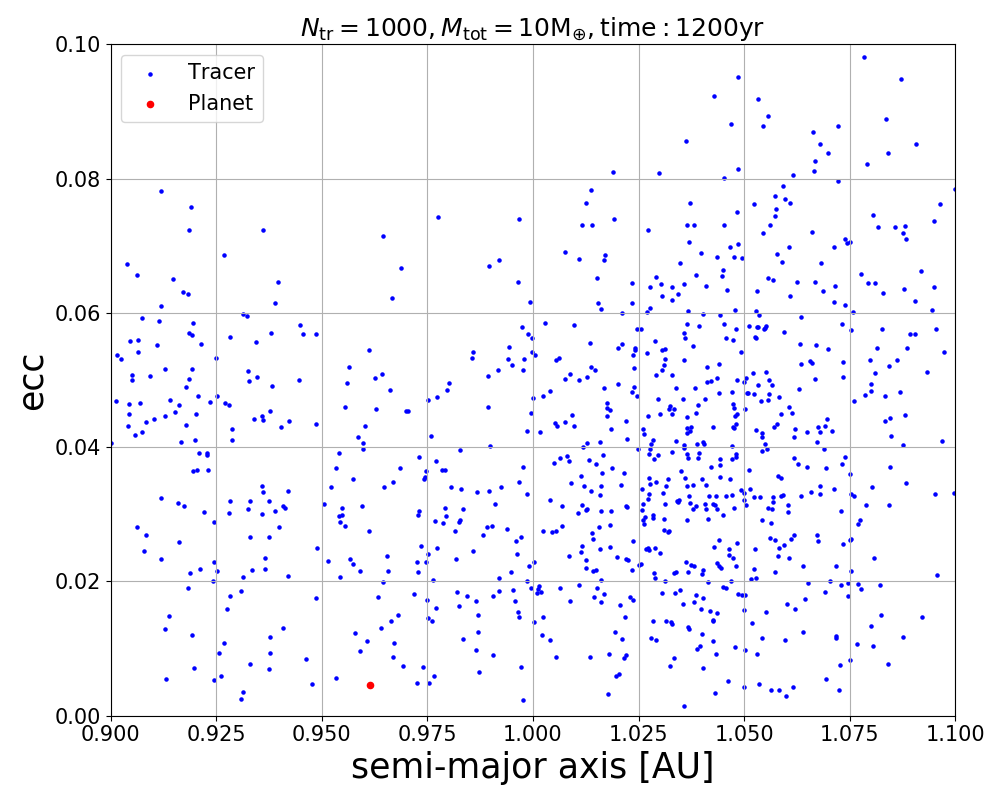 N_tr = 1000, M_tot = 10M_⊕, time : 1200yr
Tracer
Planet
ecc
0.10
0.08
0.06
0.04
0.02
0.00
0.900 0.925 0.950 0.975 1.000 1.025 1.050 1.075 1.100
semi-major axis [AU]